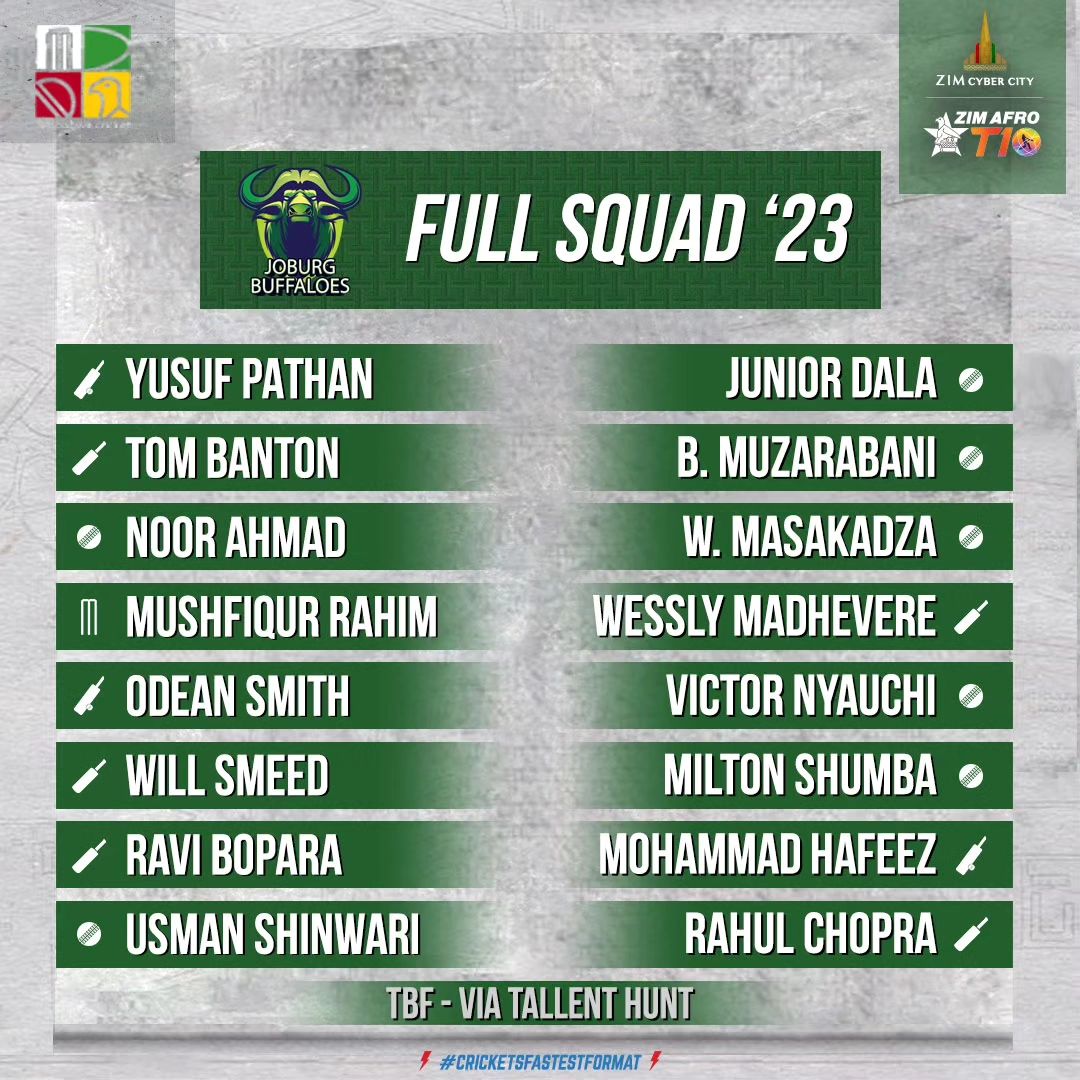 ZIM CYBER CITY
ZIM AFRO
T10
JOBURG
BUFFALOES
FULL SQUAD ‘23
YUSUF PATHAN
TOM BANTON
NOOR AHMAD
MUSHFIQUR RAHIM
ODEAN SMITH
WILL SMEED
RAVI BOPARA
USMAN SHINWARI
JUNIOR DALA
B. MUZARABANI
W. MASAKADZA
WESSLY MADHEVERE
VICTOR NYAUCHI
MILTON SHUMBA
MOHAMMAD HAFEEZ
RAHUL CHOPRA
TBF - VIA TALLENT HUNT
#CRICKETSFASTESTFORMAT